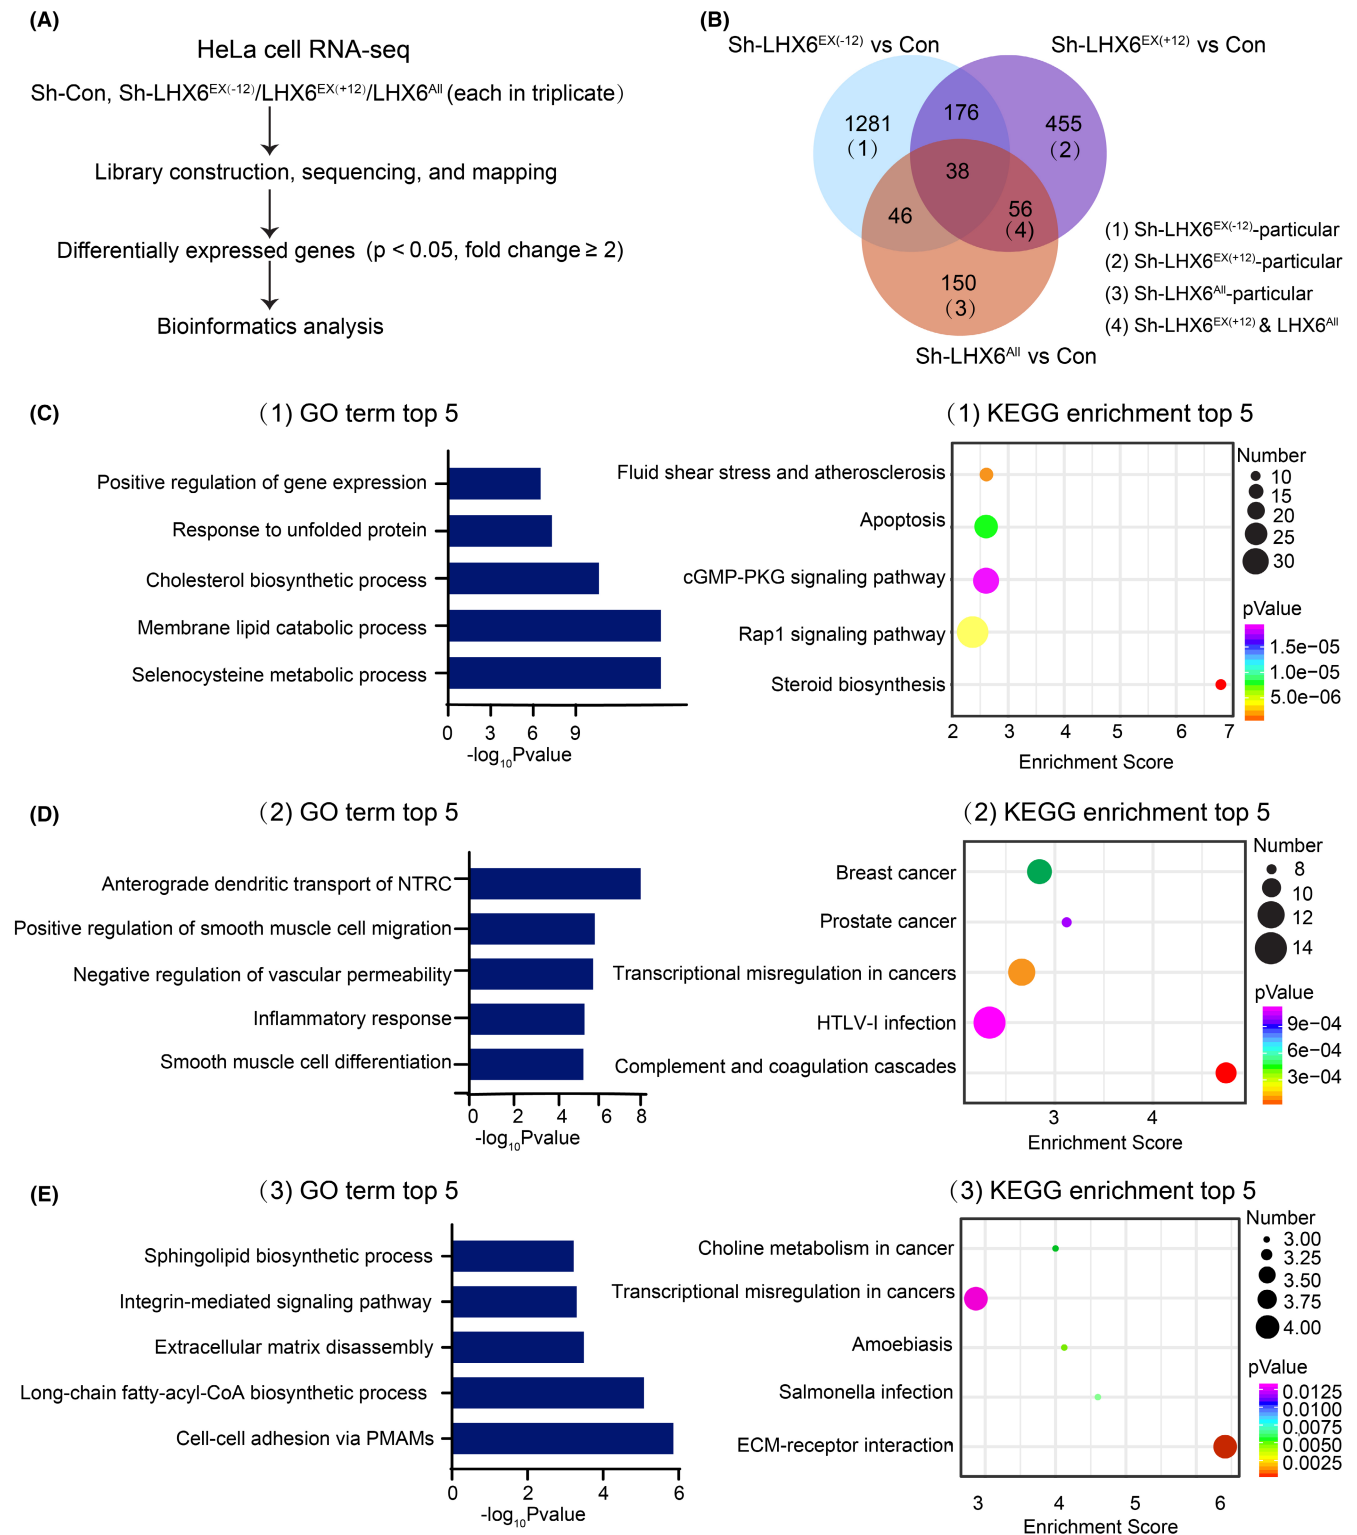 (A)
HeLa cell RNA-seq
Sh-Con, Sh-LHX6EX(-12)/LHX6EX(+12)/LHX6All (each in triplicate)
Library construction, sequencing, and mapping
Differentially expressed genes (p < 0.05, fold change ≥ 2)
Bioinformatics analysis
(B)
Sh-LHX6EX(-12) vs Con
Sh-LHX6EX(+12) vs Con
1281
(1)
176
455
(2)
38
46
56
(4)
150
(3)
Sh-LHX6All vs Con
(1) Sh-LHX6EX(-12)-particular
(2) Sh-LHX6EX(+12)-particular
(3) Sh-LHX6All-particular
(4) Sh-LHX6EX(+12) & LHX6All
(C)
(1) GO term top 5
Positive regulation of gene expression
Response to unfolded protein
Cholesterol biosynthetic process
Membrane lipid catabolic process
Selenocysteine metabolic process
0 3 6 9
-log10Pvalue
(1) KEGG enrichment top 5
Fluid shear stress and atherosclerosis
Apoptosis
cGMP-PKG signaling pathway
Rap1 signaling pathway
Steroid biosynthesis
2 3 4 5 6 7
Enrichment Score
Number
10
15
20
25
30
pValue
1.5e−05
1.0e−05
5.0e−06
(D)
(2) GO term top 5
Anterograde dendritic transport of NTRC
Positive regulation of smooth muscle cell migration
Negative regulation of vascular permeability
Inflammatory response
Smooth muscle cell differentiation
0 2 4 6 8
-log10Pvalue
(2) KEGG enrichment top 5
Breast cancer
Prostate cancer
Transcriptional misregulation in cancers
HTLV-I infection
Complement and coagulation cascades
3 4
Enrichment Score
Number
8
10
12
14
pValue
9e−04
6e−04
3e−04
(E)
(3) GO term top 5
Sphingolipid biosynthetic process
Integrin-mediated signaling pathway
Extracellular matrix disassembly
Long-chain fatty-acyl-CoA biosynthetic process
Cell-cell adhesion via PMAMs
0 2 4 6
-log10Pvalue
(3) KEGG enrichment top 5
Choline metabolism in cancer
Transcriptional misregulation in cancers
Amoebiasis
Salmonella infection
ECM-receptor interaction
3 4 5 6
Enrichment Score
Number
3.00
3.25
3.50
3.75
4.00
pValue
0.0125
0.0100
0.0075
0.0050
0.0025